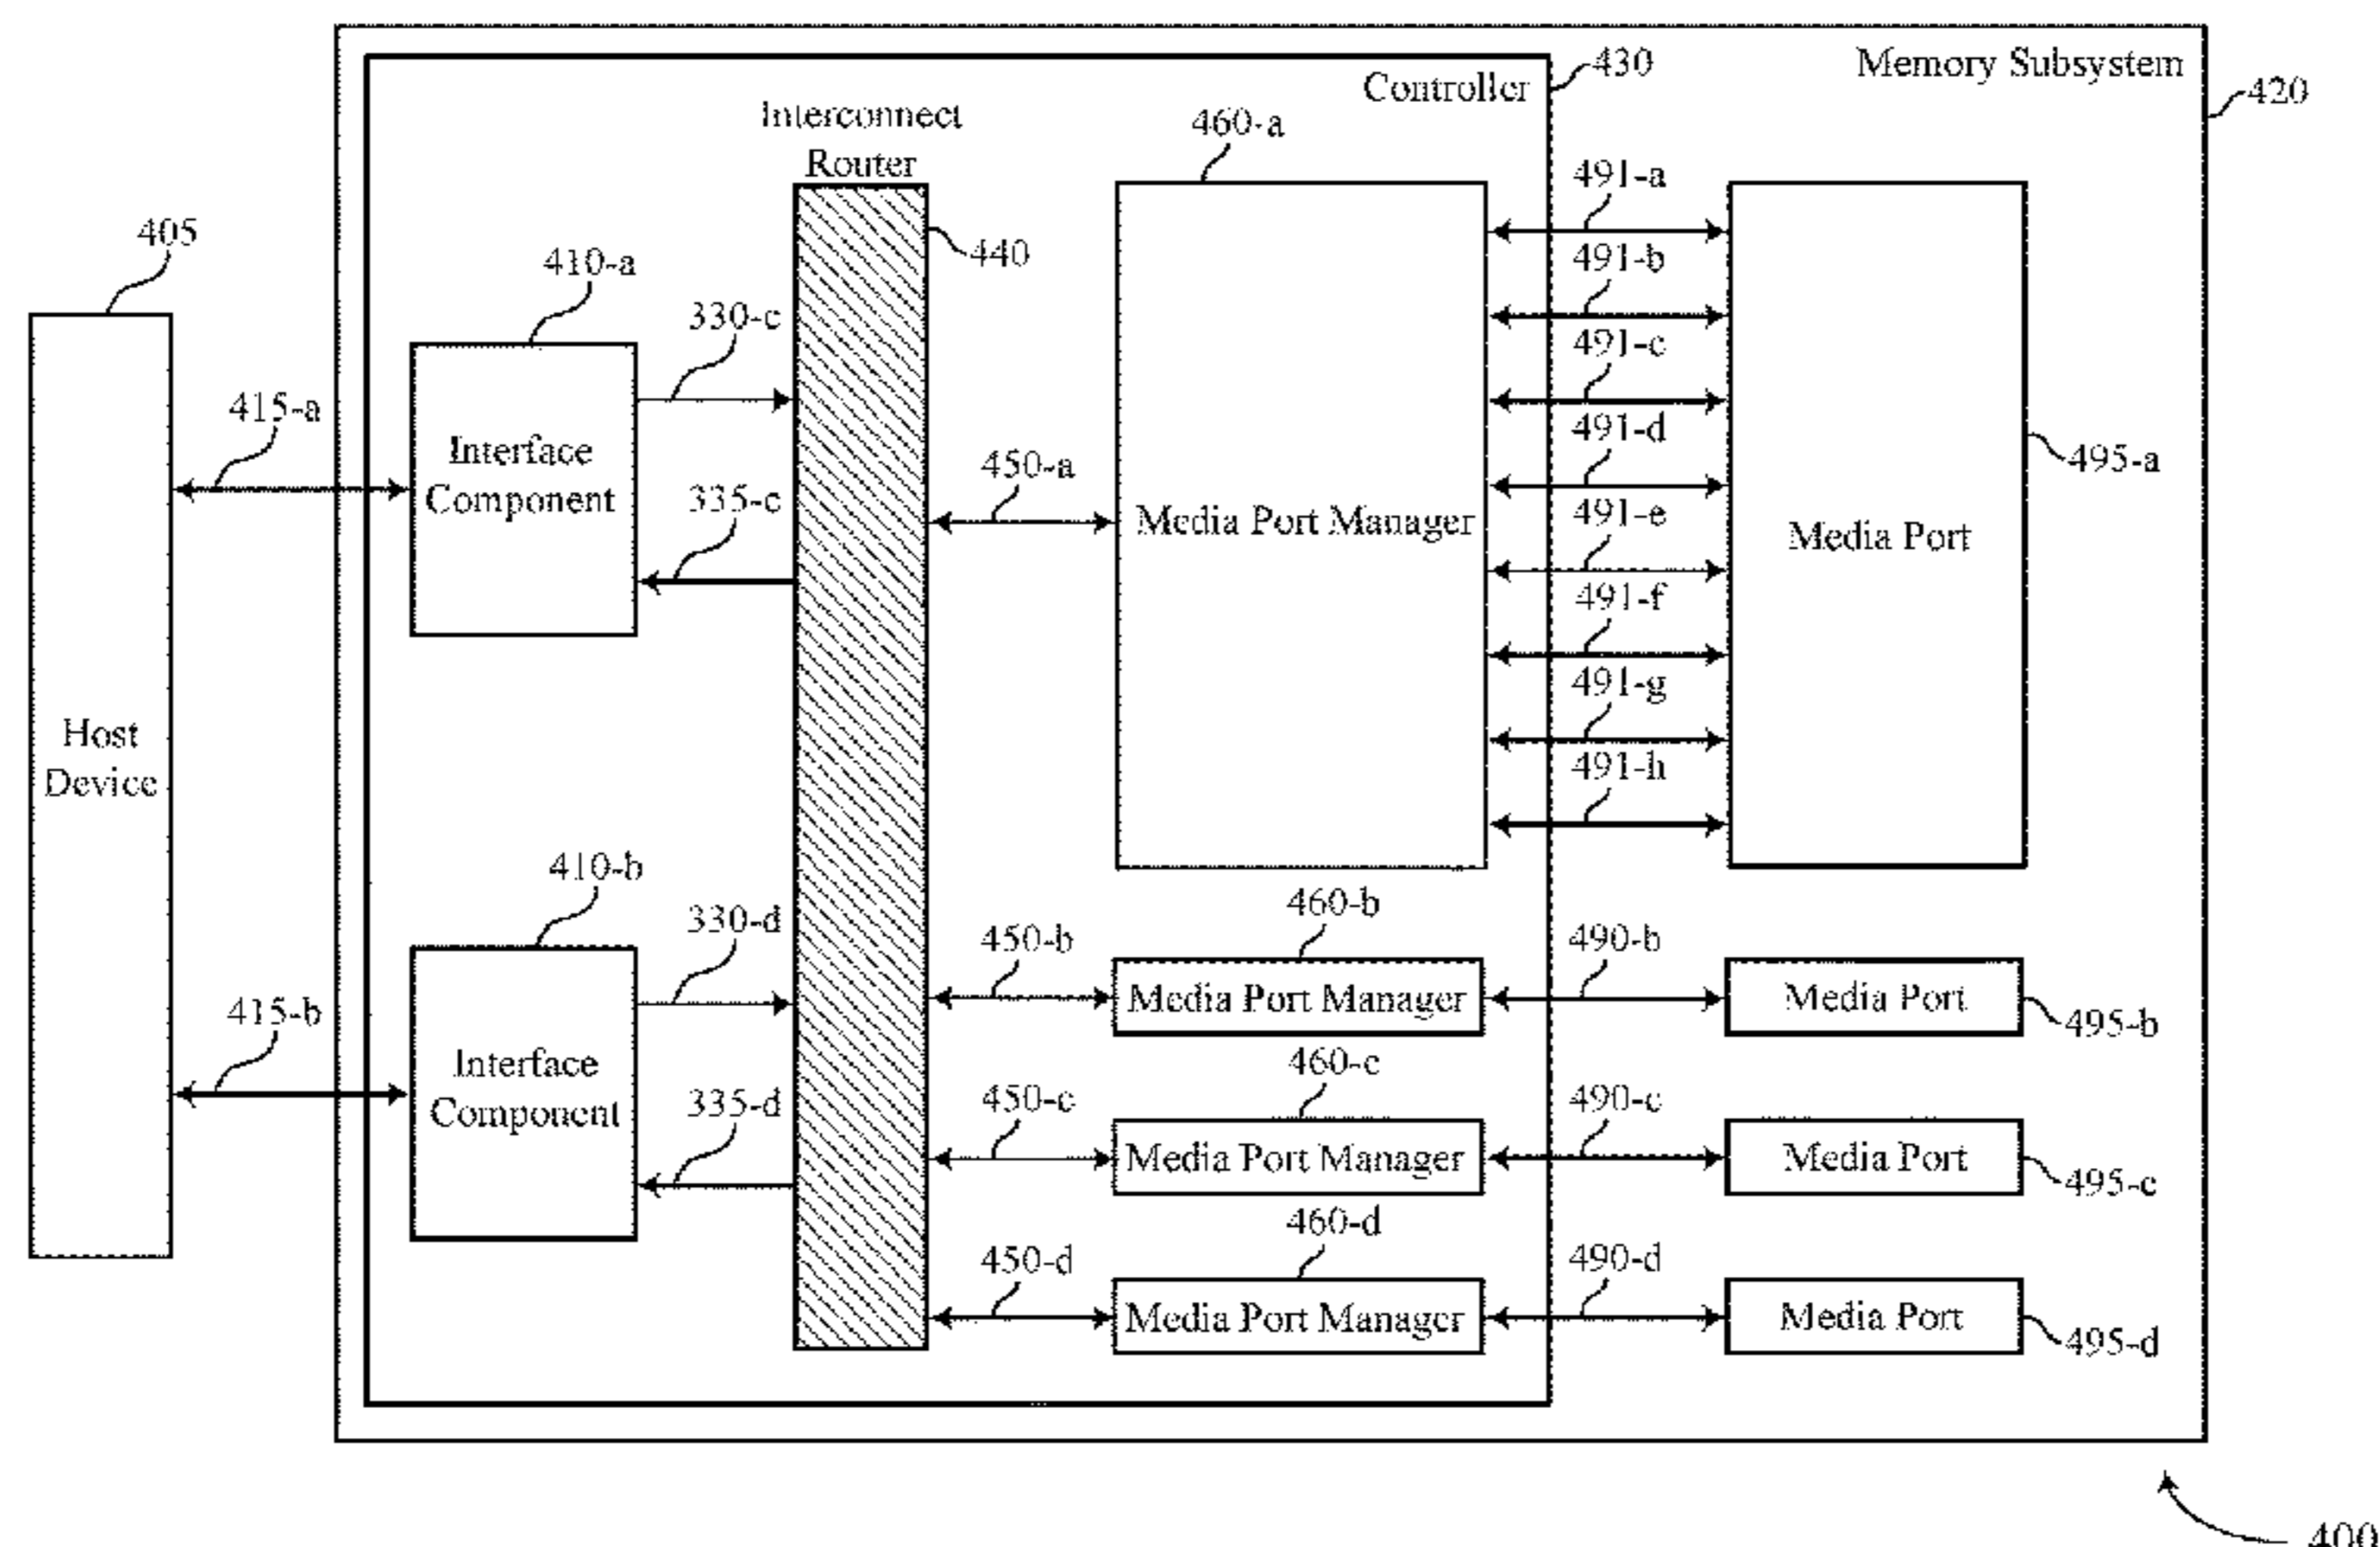 Memory Subsystem
430
420
Controller
Interconnect
Router
460-a
491-a
405
440
410-a
491-b
330-c
491-c
415-a
491-d
Interface
Component
450-a
495-a
335-c
491-e
Media Port Manager
Media Port
491-f
491-g
Host
Device
491-h
410-b
460-b
330-d
450-b
490-b
Media Port Manager
Media Port
415-b
495-b
Interface
Component
460-c
335-d
450-c
490-c
Media Port Manager
Media Port
495-c
460-d
450-d
490-d
Media Port Manager
Media Port
495-d
400